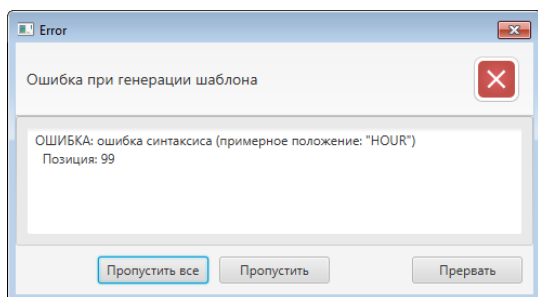 Error
Ошибка при генерации шаблона
ОШИБКА: ошибка синтаксиса (примерное положение: "HOUR")
Позиция: 99
Пропустить все
Пропустить
Прервать